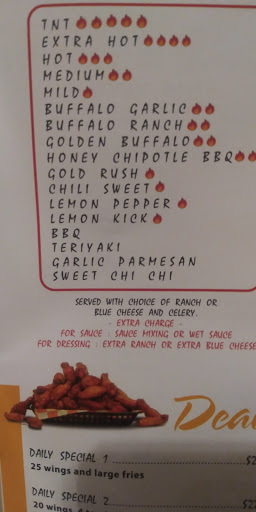 TNT
EXTRA HOT
HOT
MEDIUM
MILD
BUFFALO GARLIC
BUFFALO RANCH
GOLDEN BUFFALO
HONEY CHIPOTLE BBQ
GOLD RUSH
CHILI SWEET
LEMON PEPPER
LEMON KICK
BBQ
TERIYAKI
GARLIC PARMESAN
SWEET CHI CHI
SERVED WITH CHOICE OF RANCH OR
BLUE CHEESE AND CELERY.
- EXTRA CHARGE -
FOR SAUCE : SAUCE MIXING OR WET SAUCE
FOR DRESSING : EXTRA RANCH OR EXTRA BLUE CHEESE
DAILY SPECIAL 1
25 wings and large fries
DAILY SPECIAL 2
20 wings